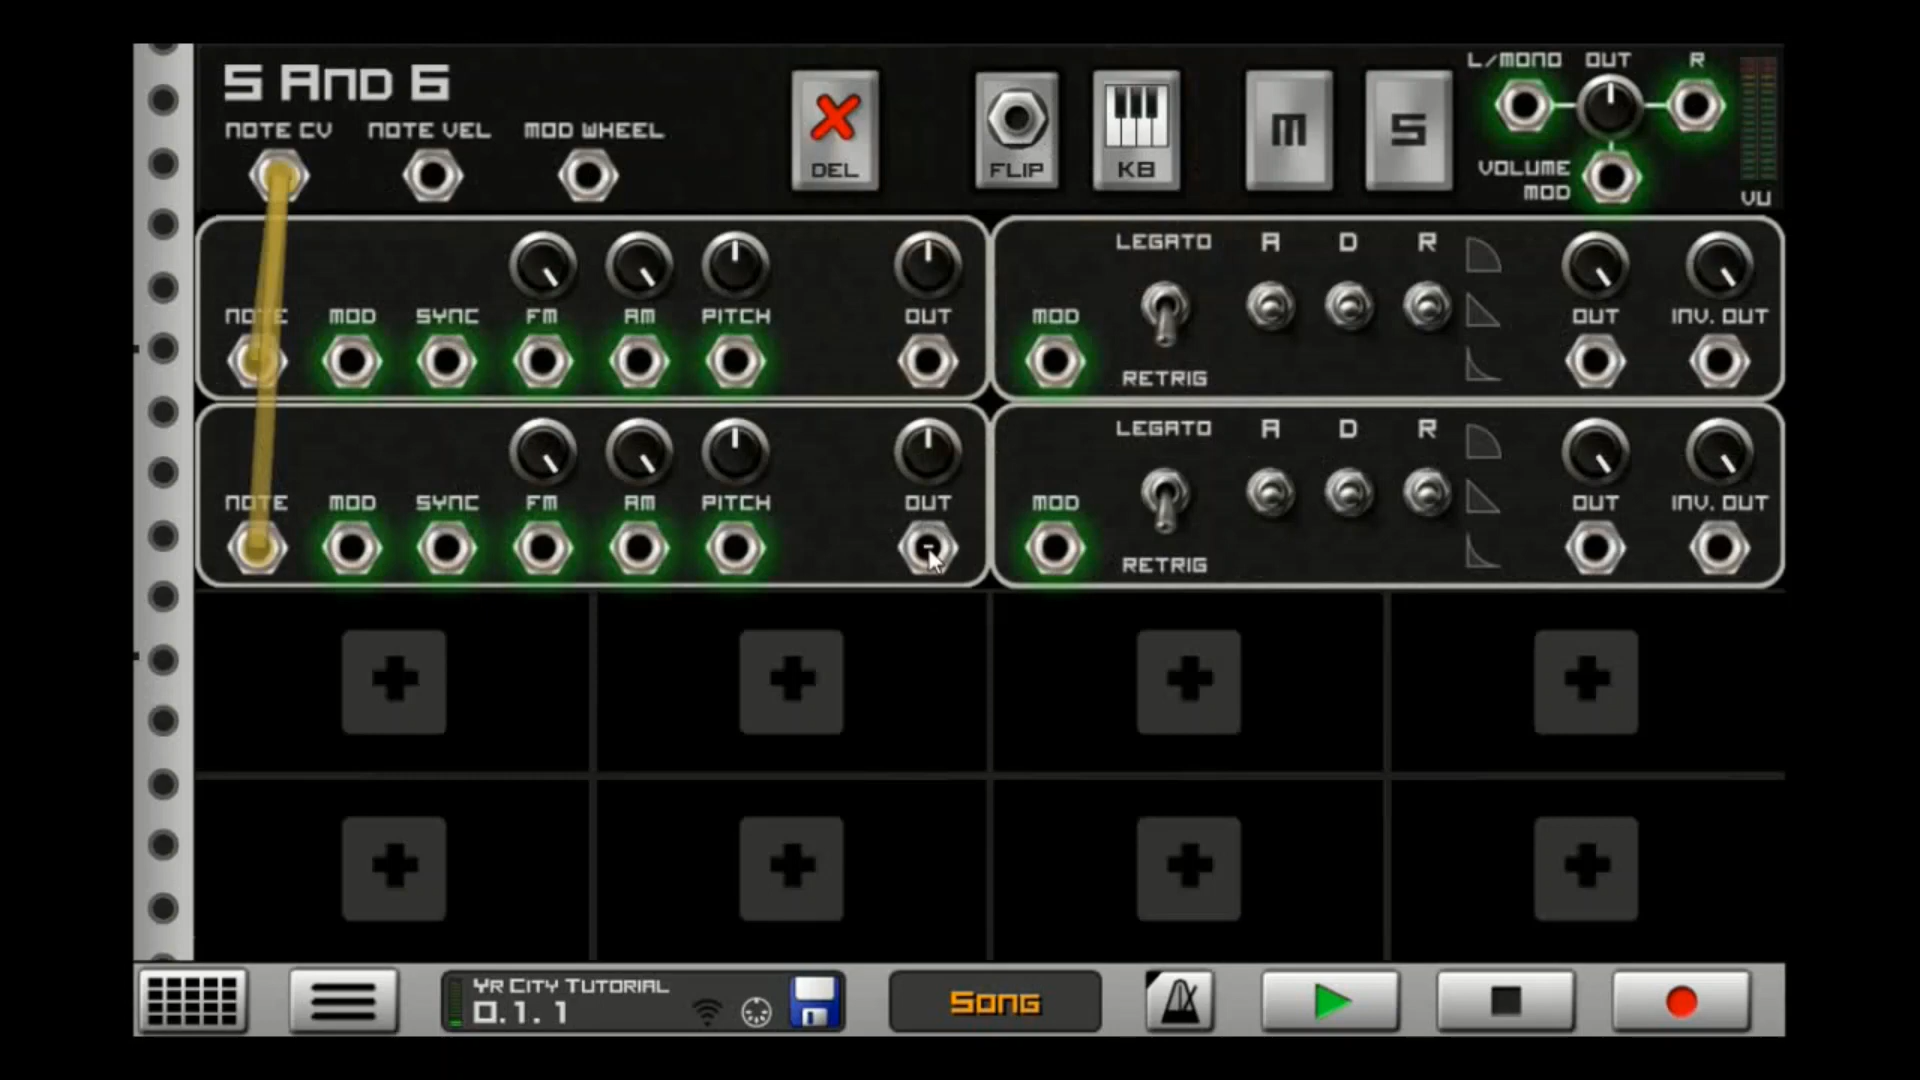 5 And 6
NOTE CV NOTE VEL MOD WHEEL
DEL FLIP KB M S
L/MONO OUT R
VOLUME
MOD
VU
NOTE MOD SYNC FM AM PITCH OUT
MOD LEGATO A D R OUT INV. OUT
RETRIG
NOTE MOD SYNC FM AM PITCH OUT
MOD LEGATO A D R OUT INV. OUT
RETRIG
Yr City Tutorial
0.1. 1
Song